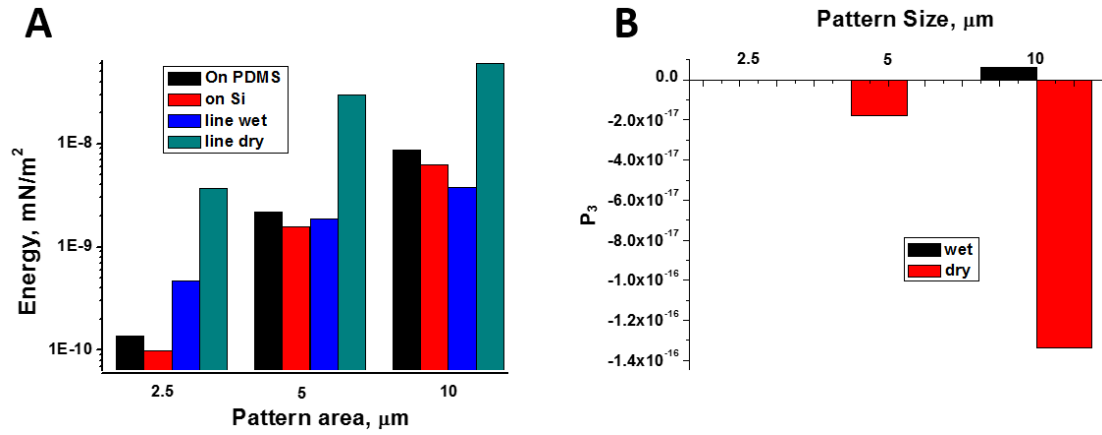 A
On PDMS
on Si
line wet
line dry
1E-8
1E-9
1E-10
Energy, mN/m²
2.5 5 10
Pattern area, μm
B
Pattern Size, μm
2.5 5 10
0.0
-2.0x10⁻¹⁷
-4.0x10⁻¹⁷
-6.0x10⁻¹⁷
-8.0x10⁻¹⁷
-1.0x10⁻¹⁶
-1.2x10⁻¹⁶
-1.4x10⁻¹⁶
P₃
wet
dry